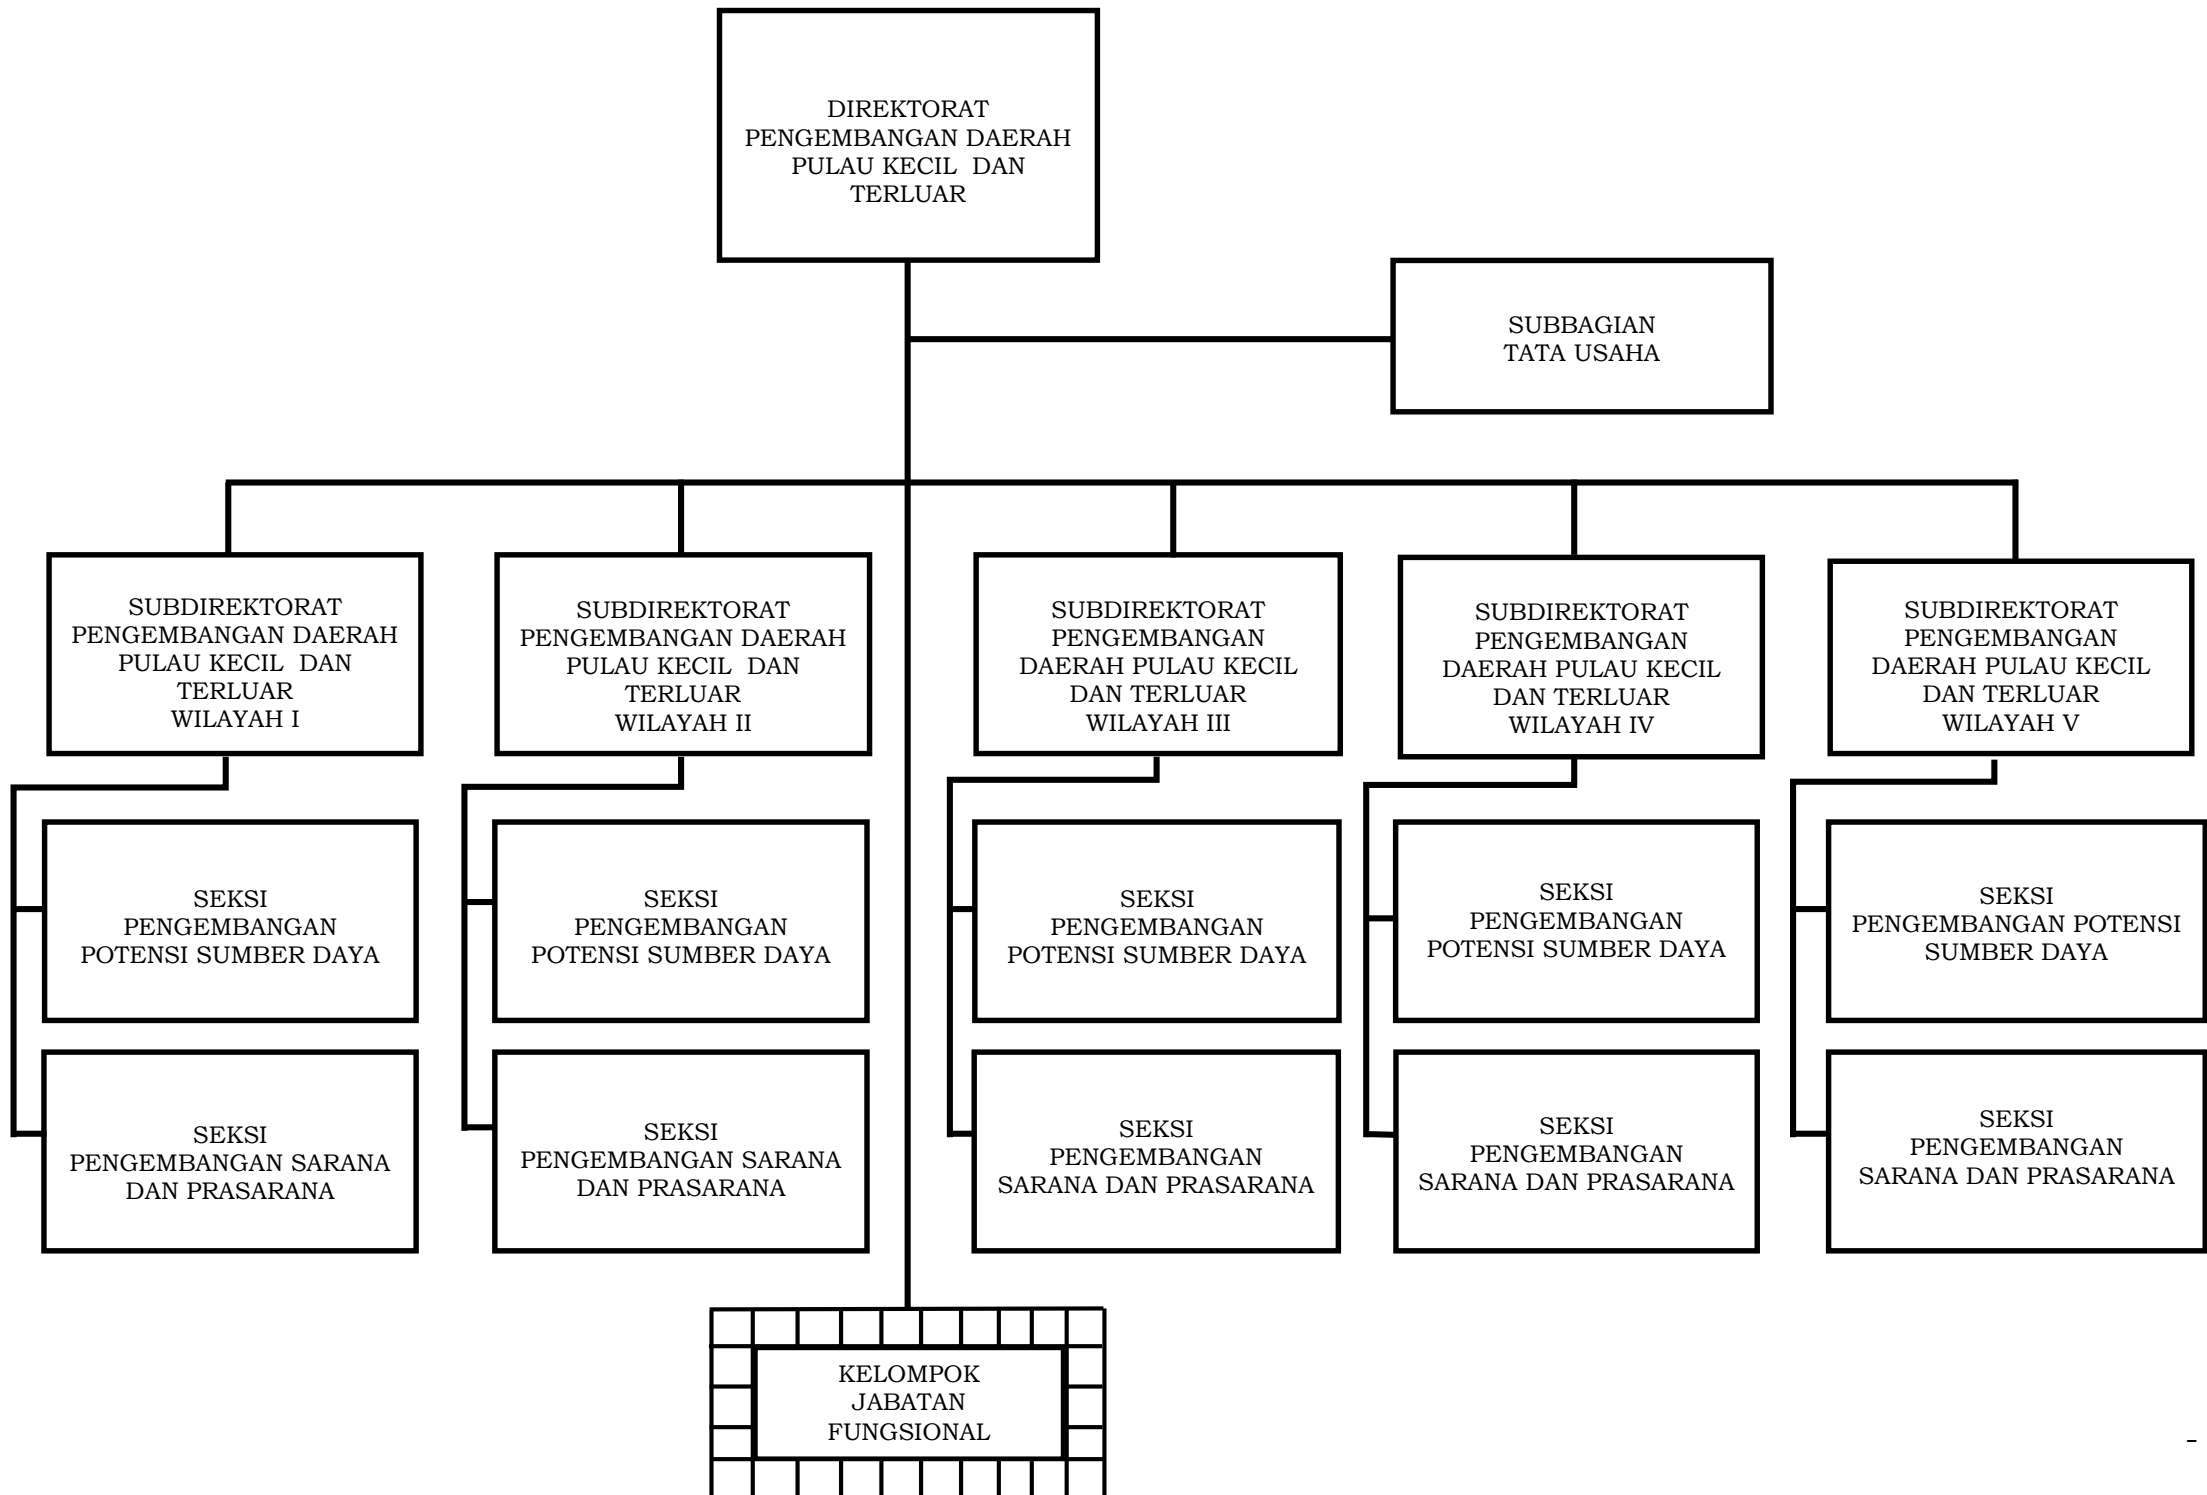 DIREKTORAT
PENGEMBANGAN DAERAH
PULAU KECIL DAN
TERLUAR
SUBBAGIAN
TATA USAHA
SUBDIREKTORAT
PENGEMBANGAN DAERAH
PULAU KECIL DAN
TERLUAR
WILAYAH I
SUBDIREKTORAT
PENGEMBANGAN DAERAH
PULAU KECIL DAN
TERLUAR
WILAYAH II
SUBDIREKTORAT
PENGEMBANGAN
DAERAH PULAU KECIL
DAN TERLUAR
WILAYAH III
SUBDIREKTORAT
PENGEMBANGAN
DAERAH PULAU KECIL
DAN TERLUAR
WILAYAH IV
SUBDIREKTORAT
PENGEMBANGAN
DAERAH PULAU KECIL
DAN TERLUAR
WILAYAH V
SEKSI
PENGEMBANGAN
POTENSI SUMBER DAYA
SEKSI
PENGEMBANGAN
POTENSI SUMBER DAYA
SEKSI
PENGEMBANGAN
POTENSI SUMBER DAYA
SEKSI
PENGEMBANGAN
POTENSI SUMBER DAYA
SEKSI
PENGEMBANGAN POTENSI
SUMBER DAYA
SEKSI
PENGEMBANGAN SARANA
DAN PRASARANA
SEKSI
PENGEMBANGAN SARANA
DAN PRASARANA
SEKSI
PENGEMBANGAN
SARANA DAN PRASARANA
SEKSI
PENGEMBANGAN
SARANA DAN PRASARANA
SEKSI
PENGEMBANGAN
SARANA DAN PRASARANA
KELOMPOK
JABATAN
FUNGSIONAL
-